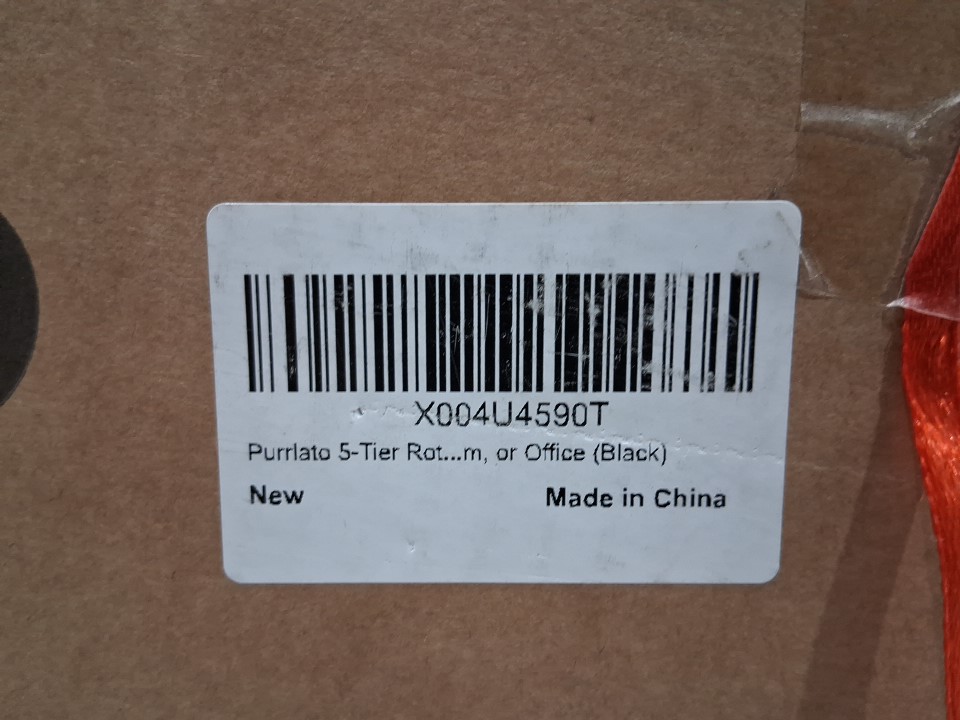 X004U4590T
Purrlato 5-Tier Rot...m, or Office (Black)
New
Made in China